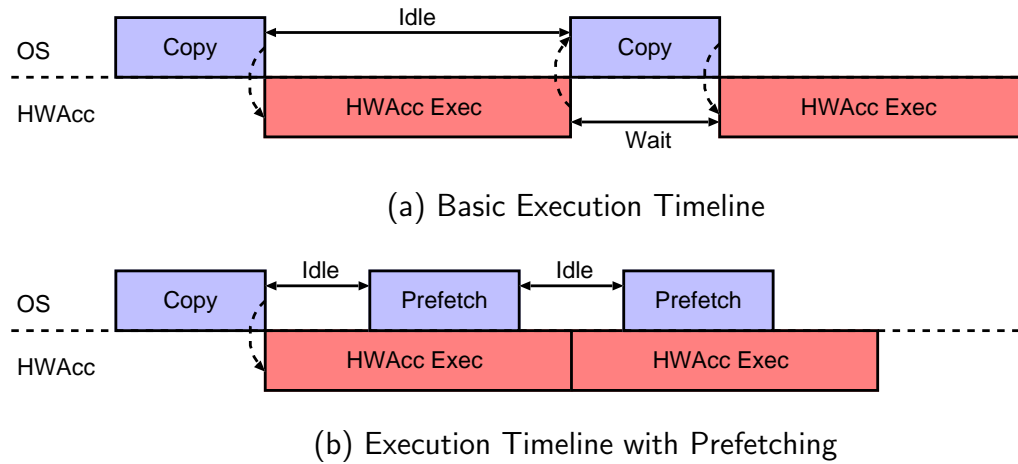 Idle
OS Copy Copy
HWAcc HWAcc Exec HWAcc Exec
Wait
(a) Basic Execution Timeline
Idle Idle
OS Copy Prefetch Prefetch
HWAcc HWAcc Exec HWAcc Exec
(b) Execution Timeline with Prefetching